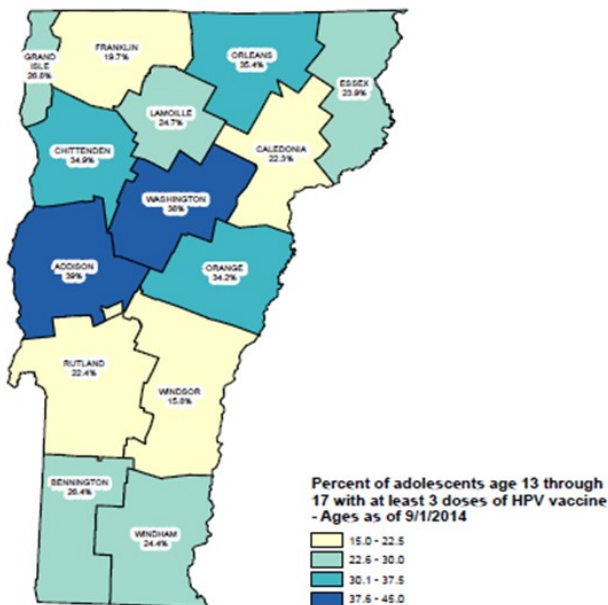 FRANKLIN
19.7%
ORLEANS
35.4%
GRAND
ISLE
26.8%
ESSEX
23.9%
LAMOILLE
24.7%
CHITTENDEN
34.9%
CALEDONIA
22.3%
WASHINGTON
38%
ADDISON
39%
ORANGE
34.2%
RUTLAND
22.4%
WINDSOR
15.8%
BENNINGTON
26.4%
WINDHAM
24.4%
Percent of adolescents age 13 through
17 with at least 3 doses of HPV vaccine
- Ages as of 9/1/2014
15.0 - 22.5
22.6 - 30.0
30.1 - 37.5
37.6 - 45.0